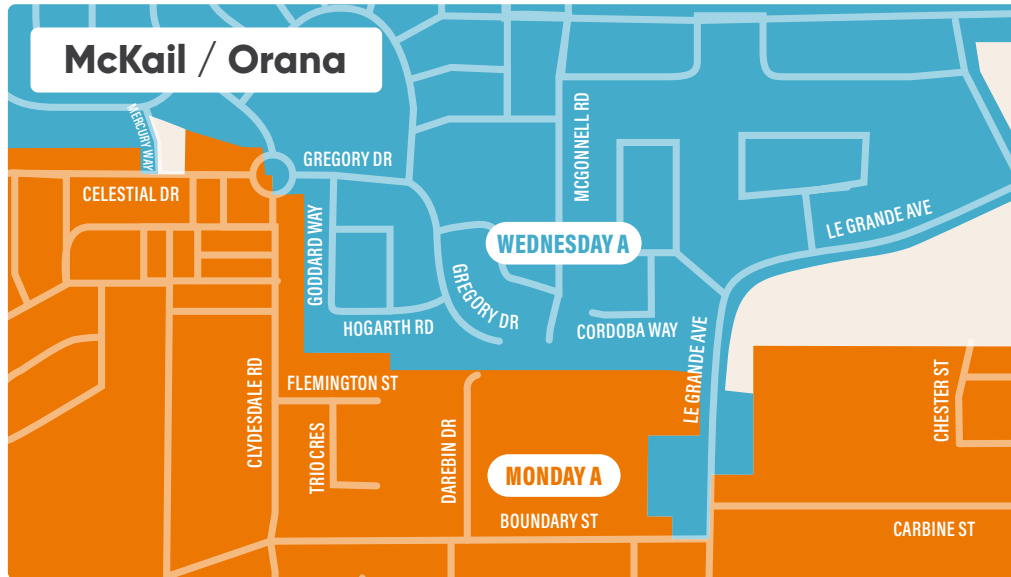 McKail / Orana
MERCURY WAY
GREGORY DR
MCGONNELL RD
CELESTIAL DR
GODDARD WAY
WEDNESDAY A
LE GRANDE AVE
GREGORY DR
HOGARTH RD
CORDOBA WAY
LE GRANDE AVE
CLYDESDALE RD
FLEMINGTON ST
CHESTER ST
TRIO CRES
DAREBIN DR
MONDAY A
BOUNDARY ST
CARBINE ST